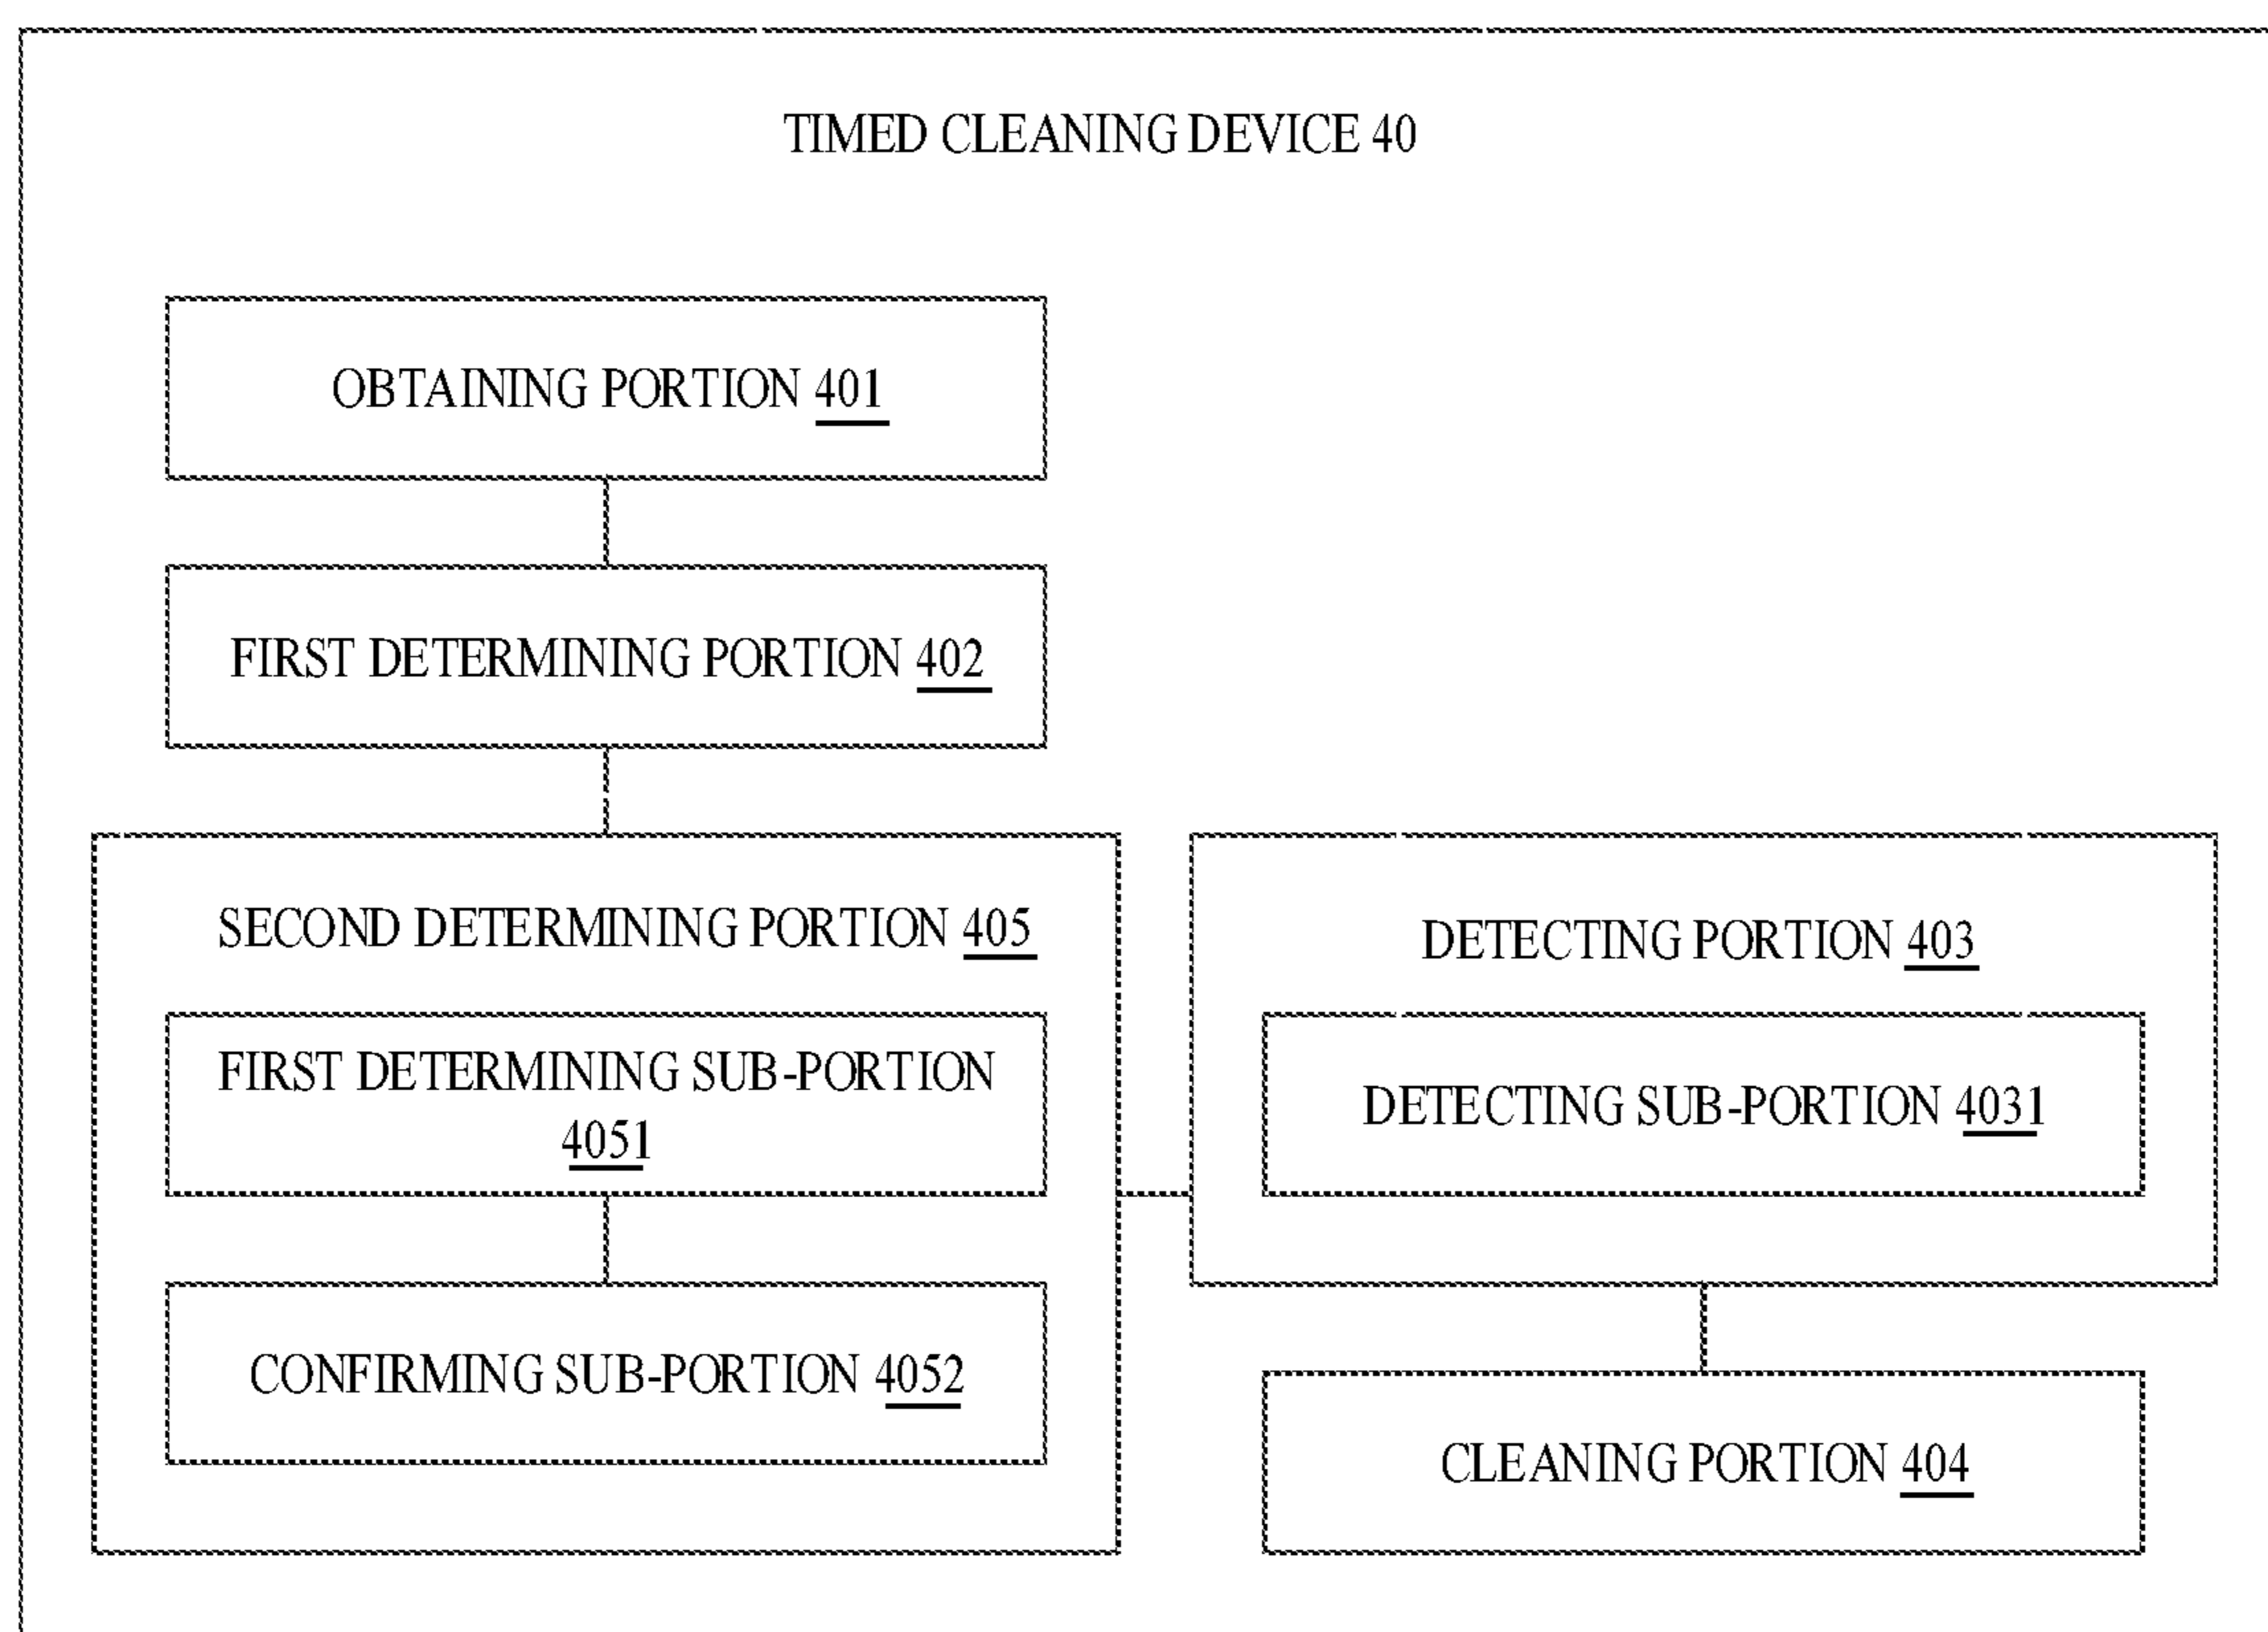 TIMED CLEANING DEVICE 40
OBTAINING PORTION 401
FIRST DETERMINING PORTION 402
SECOND DETERMINING PORTION 405
FIRST DETERMINING SUB-PORTION
4051
CONFIRMING SUB-PORTION 4052
DETECTING PORTION 403
DETECTING SUB-PORTION 4031
CLEANING PORTION 404